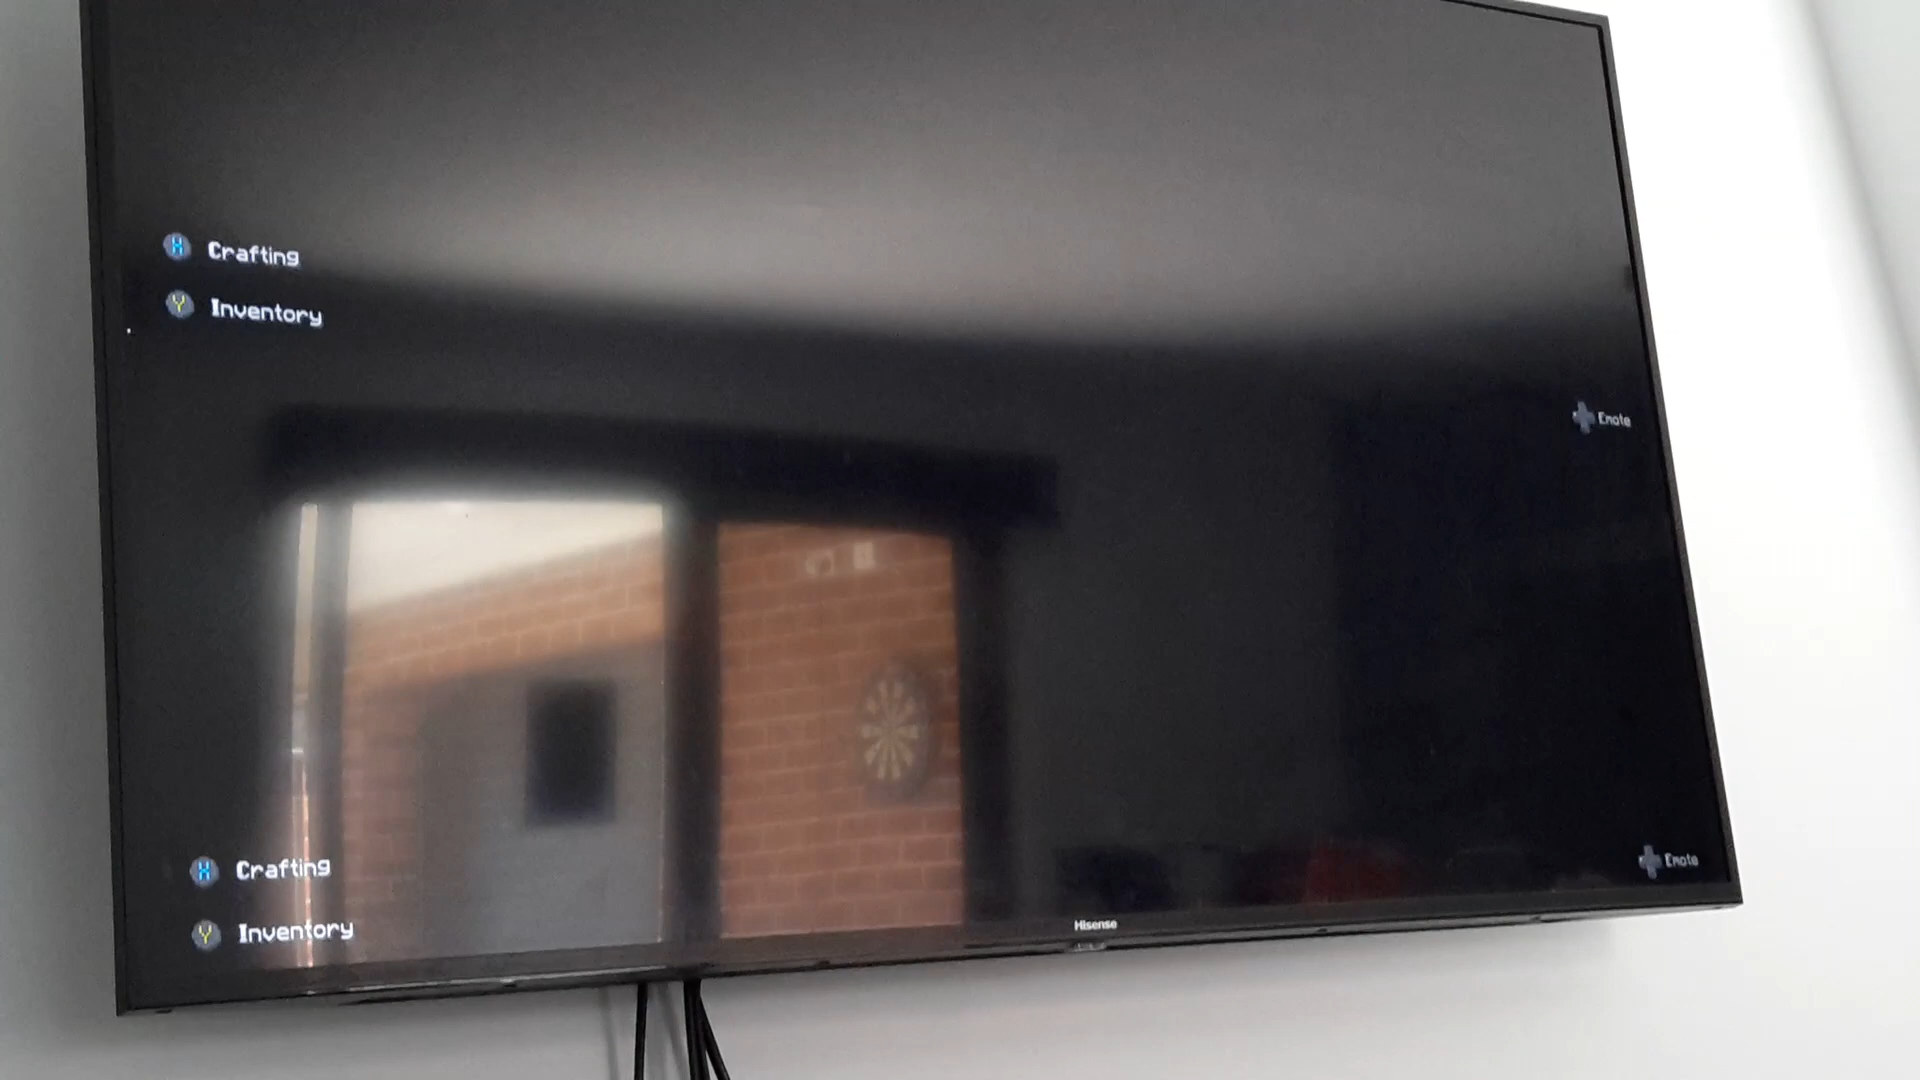 X Crafting
Y Inventory
Emote
X Crafting
Y Inventory
Emote
Hisense